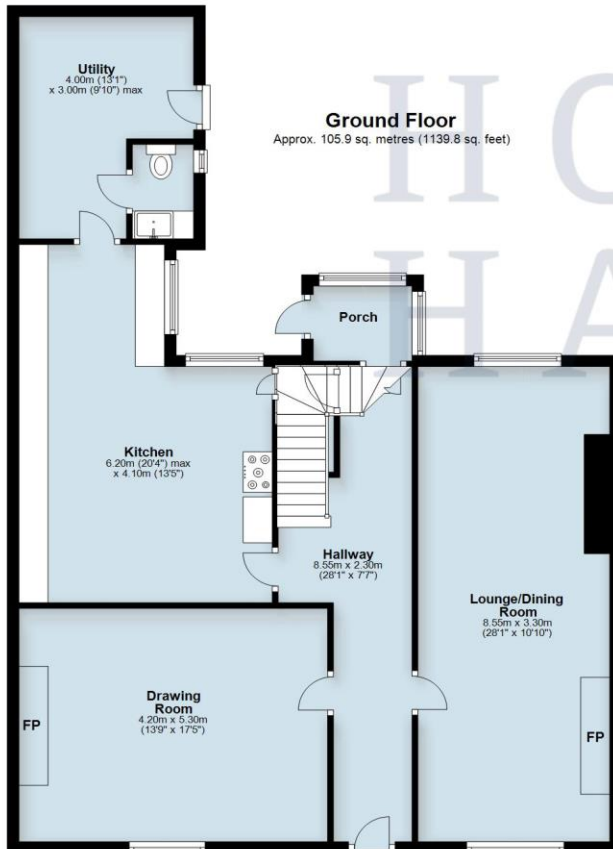 Utility
4.00m (13'1")
x 3.00m (9'10") max
Ground Floor
Approx. 105.9 sq. metres (1139.8 sq. feet)
H O
H A
Porch
Kitchen
6.20m (20'4") max
x 4.10m (13'5")
Hallway
8.55m x 2.30m
(28'1" x 7'7")
Lounge/Dining
Room
8.55m x 3.30m
(28'1" x 10'10")
Drawing
Room
4.20m x 5.30m
(13'9" x 17'5")
FP
FP